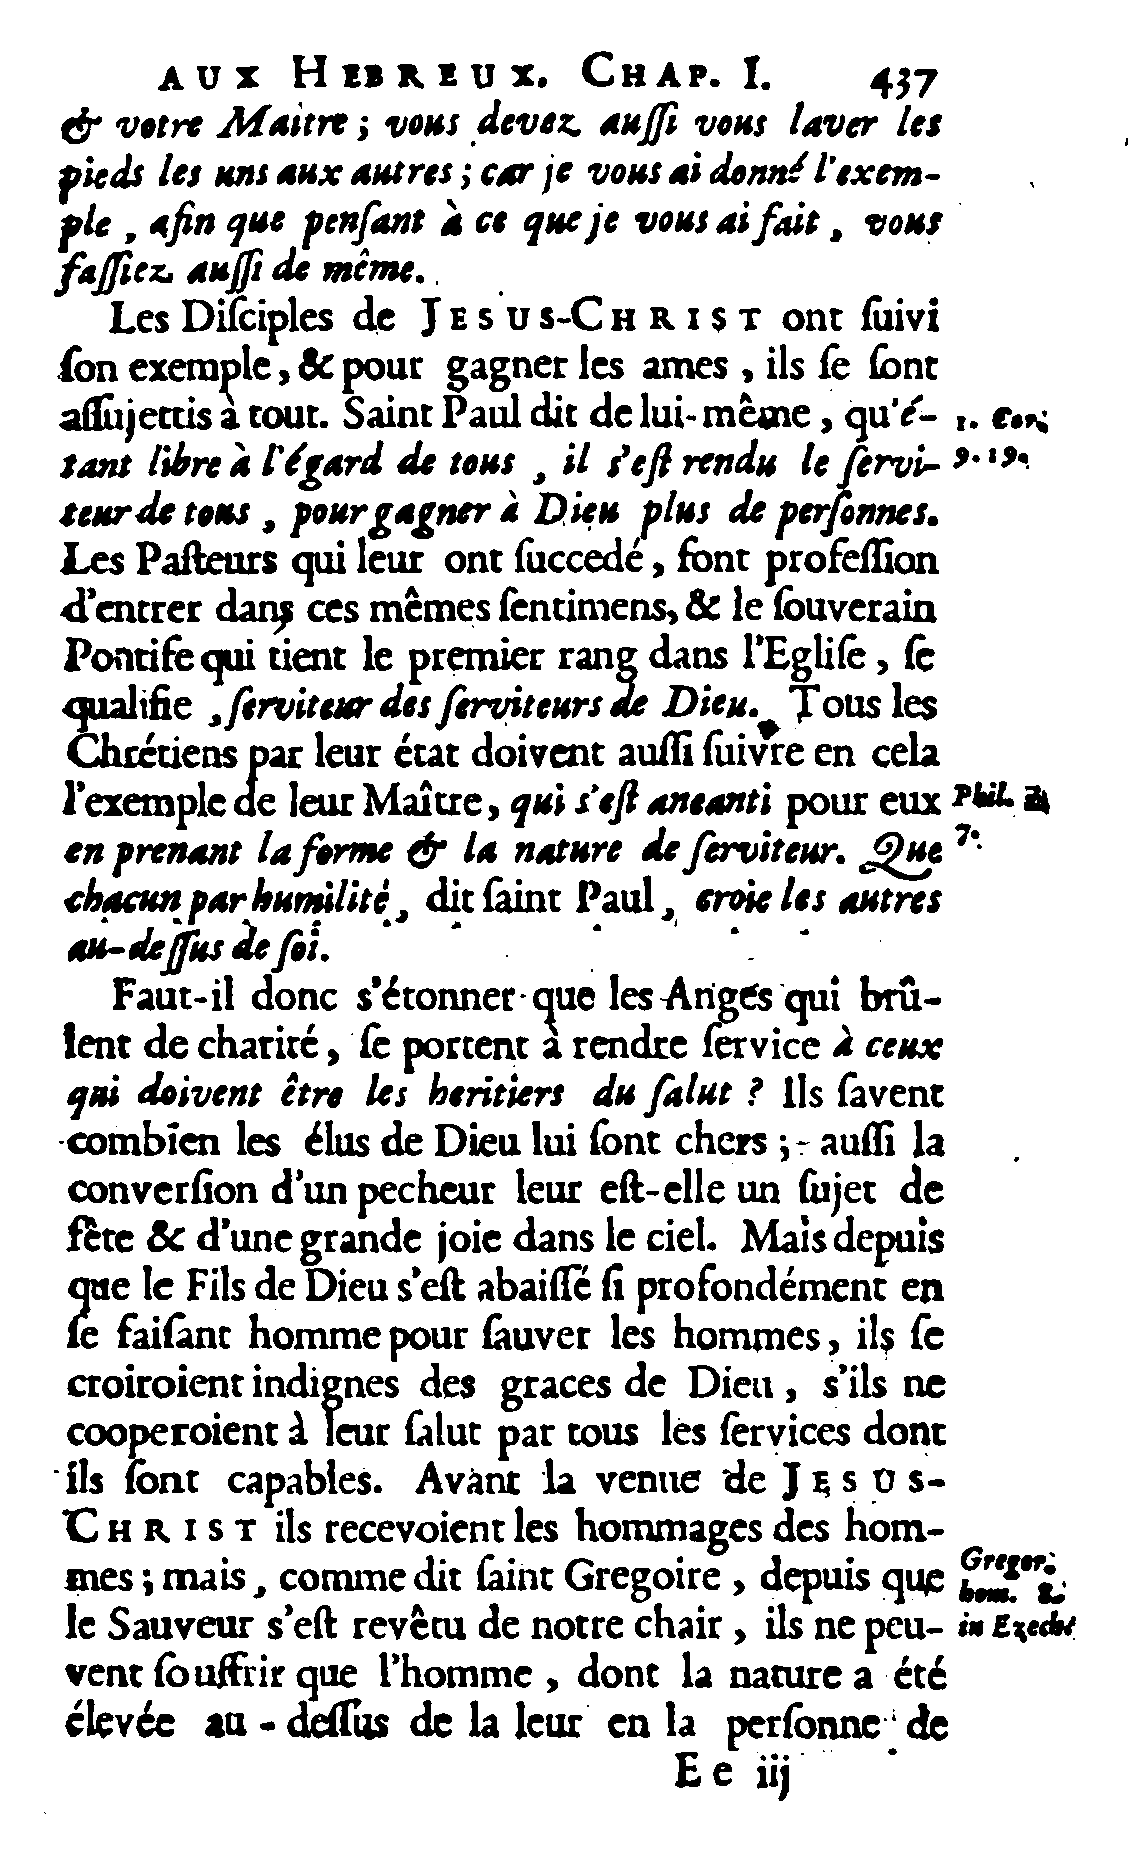 AUX HEBREUX. CHAP. I. 437
& votre Maître ; vous devez auſſi vous laver les
pieds les uns aux autres ; car je vous ai donné l'exem-
ple , afin que penſant à ce que je vous ai fait , vous
faſſiez auſſi de même.
Les Diſciples de JESUS-CHRIST ont ſuivi
ſon exemple, & pour gagner les ames , ils ſe ſont
aſſujettis à tout. Saint Paul dit de lui-même, qu'é-
1. Cor.
tant libre à l'égard de tous , il s'eſt rendu le ſervi-
9. 19.
teur de tous , pour gagner à Dieu plus de perſonnes.
Les Paſteurs qui leur ont ſuccedé, font profeſſion
d'entrer dans ces mêmes ſentimens, & le ſouverain
Pontife qui tient le premier rang dans l'Egliſe , ſe
qualifie , ſerviteur des ſerviteurs de Dieu. Tous les
Chrétiens par leur état doivent auſſi ſuivre en cela
l'exemple de leur Maître, qui s'eſt aneanti pour eux
Phil. 2.
en prenant la forme & la nature de ſerviteur. Que
7.
chacun par humilité, dit ſaint Paul, croie les autres
au-deſſus de ſoi.
Faut-il donc s'étonner que les Anges qui brû-
lent de charité, ſe portent à rendre ſervice à ceux
qui doivent être les heritiers du ſalut ? Ils ſavent
combien les élus de Dieu lui ſont chers ; auſſi la
converſion d'un pecheur leur eſt-elle un ſujet de
fête & d'une grande joie dans le ciel. Mais depuis
que le Fils de Dieu s'eſt abaiſſé ſi profondément en
ſe faiſant homme pour ſauver les hommes, ils ſe
croiroient indignes des graces de Dieu , s'ils ne
cooperoient à leur ſalut par tous les ſervices dont
ils ſont capables. Avant la venue de JESUS-
CHRIST ils recevoient les hommages des hom-
mes ; mais, comme dit ſaint Gregoire , depuis que
Gregor.
hom. 8.
le Sauveur s'eſt revêtu de notre chair , ils ne peu-
in Ezech.
vent ſouffrir que l'homme , dont la nature a été
élevée au-deſſus de la leur en la perſonne de
E e iij